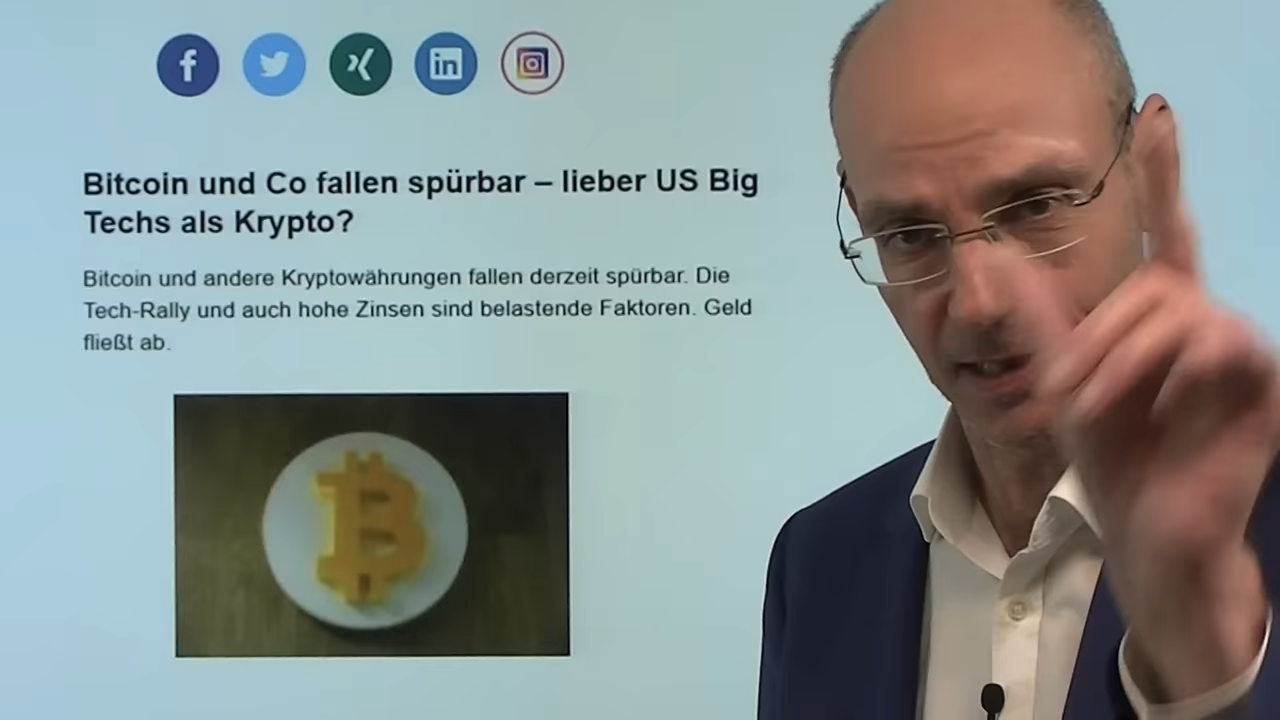 Bitcoin und Co fallen spürbar – lieber US Big
Techs als Krypto?
Bitcoin und andere Kryptowährungen fallen derzeit spürbar. Die
Tech-Rally und auch hohe Zinsen sind belastende Faktoren. Geld
fließt ab.